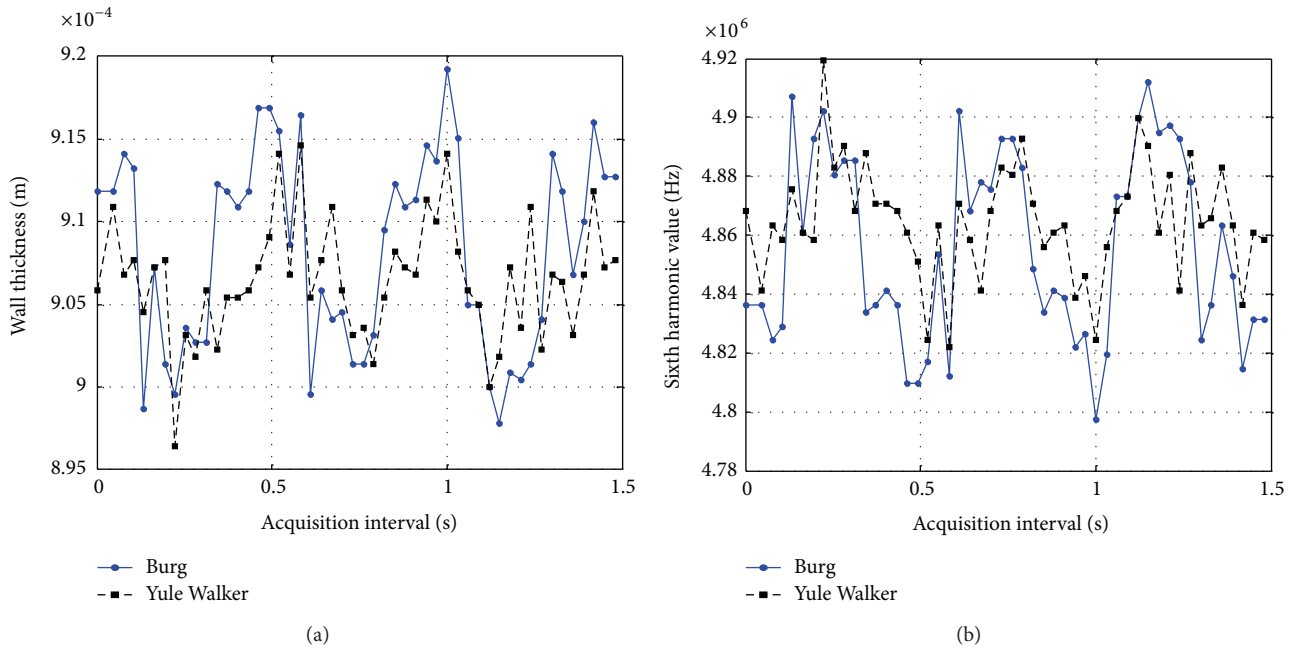 ×10⁻⁴
9.2
9.15
9.1
9.05
9
8.95
Wall thickness (m)
0
0.5
1
1.5
Acquisition interval (s)
Burg
Yule Walker
(a)
×10⁶
4.92
4.9
4.88
4.86
4.84
4.82
4.8
4.78
Sixth harmonic value (Hz)
0
0.5
1
1.5
Acquisition interval (s)
Burg
Yule Walker
(b)